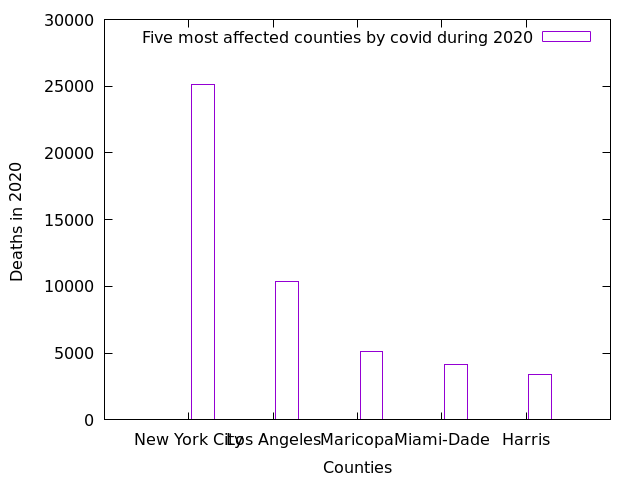 Five most affected counties by covid during 2020
30000
25000
20000
15000
10000
5000
0
Deaths in 2020
New York City Los Angeles Maricopa Miami-Dade Harris
Counties